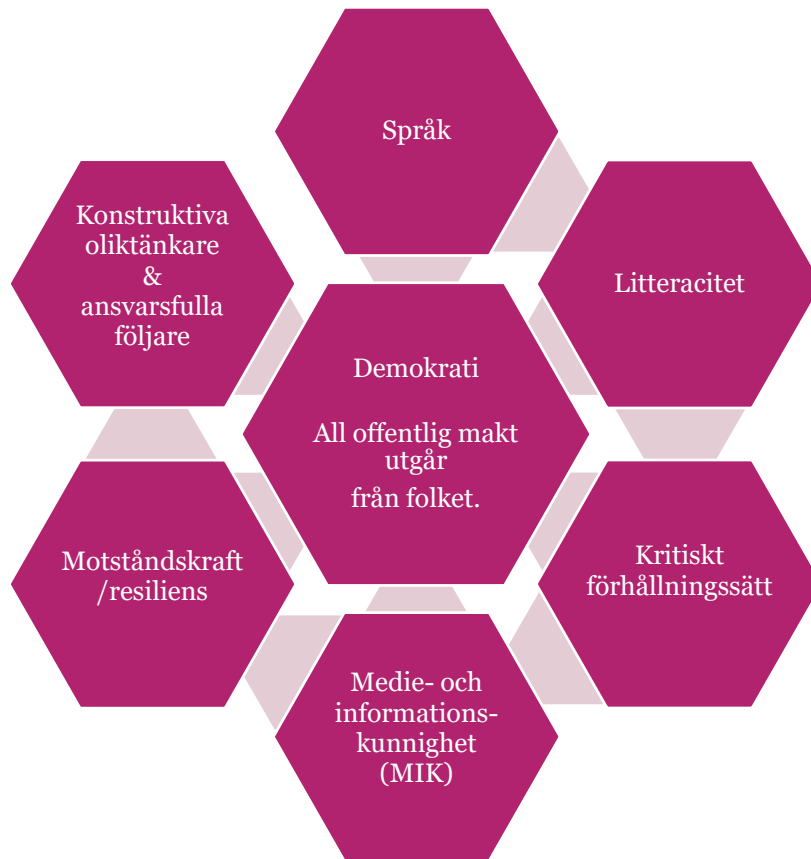 Språk
Konstruktiva
oliktänkare
&
ansvarsfulla
följare
Litteracitet
Demokrati
All offentlig makt
utgår
från folket.
Motståndskraft
/resiliens
Kritiskt
förhållningssätt
Medie- och
informations-
kunnighet
(MIK)